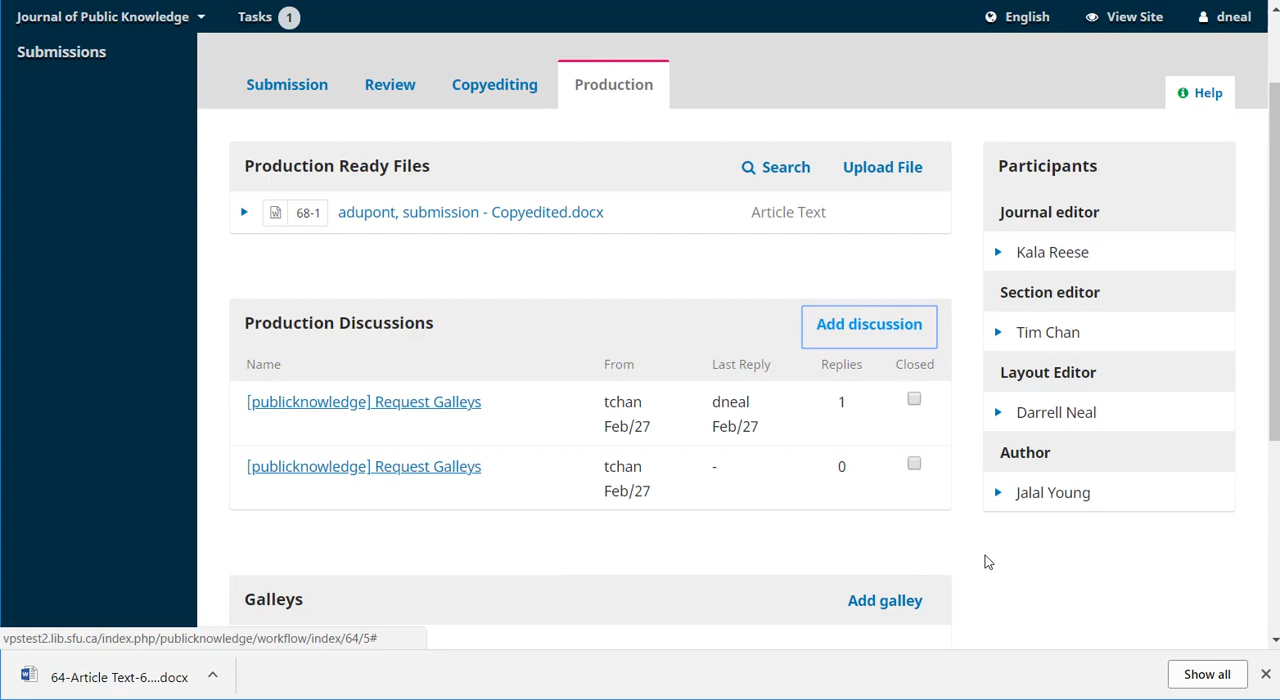 Journal of Public Knowledge Tasks 1 English View Site dneal
Submissions
Submission Review Copyediting Production
Help
Production Ready Files Search Upload File
68-1 adupont, submission - Copyedited.docx Article Text
Production Discussions Add discussion
Name From Last Reply Replies Closed
[publicknowledge] Request Galleys tchan dneal 1
Feb/27 Feb/27
[publicknowledge] Request Galleys tchan - 0
Feb/27
Galleys Add galley
Participants
Journal editor
Kala Reese
Section editor
Tim Chan
Layout Editor
Darrell Neal
Author
Jalal Young
vpstest2.lib.sfu.ca/index.php/publicknowledge/workflow/index/64/5#
64-Article Text-6....docx Show all